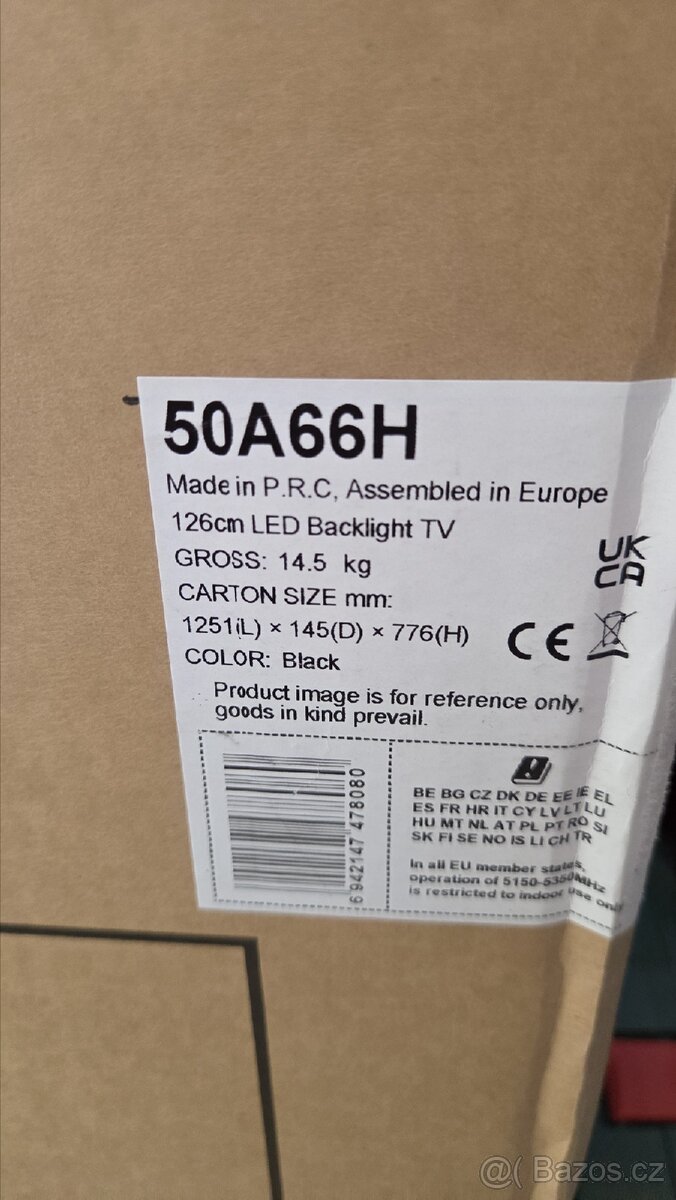 50A66H
Made in P.R.C, Assembled in Europe
126cm LED Backlight TV
GROSS: 14.5 kg
CARTON SIZE mm:
1251(L) × 145(D) × 776(H)
COLOR: Black
UK
CA
CE
Product image is for reference only,
goods in kind prevail.
6 942147 478080
BE BG CZ DK DE EE IE EL
ES FR HR IT CY LV LT LU
HU MT NL AT PL PT RO SI
SK FI SE NO IS LI CH TR
In all EU member states,
operation of 5150-5350MHz
is restricted to indoor use only
@( Bazos.cz